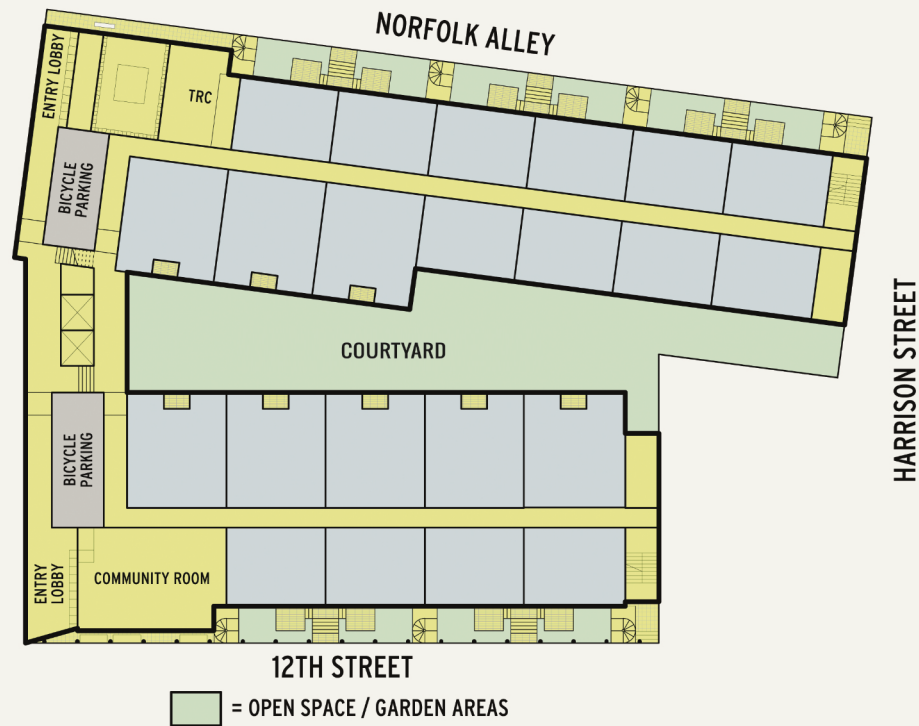 NORFOLK ALLEY
ENTRY LOBBY
TRC
BICYCLE
PARKING
HARRISON STREET
COURTYARD
BICYCLE
PARKING
ENTRY
LOBBY
COMMUNITY ROOM
12TH STREET
= OPEN SPACE / GARDEN AREAS